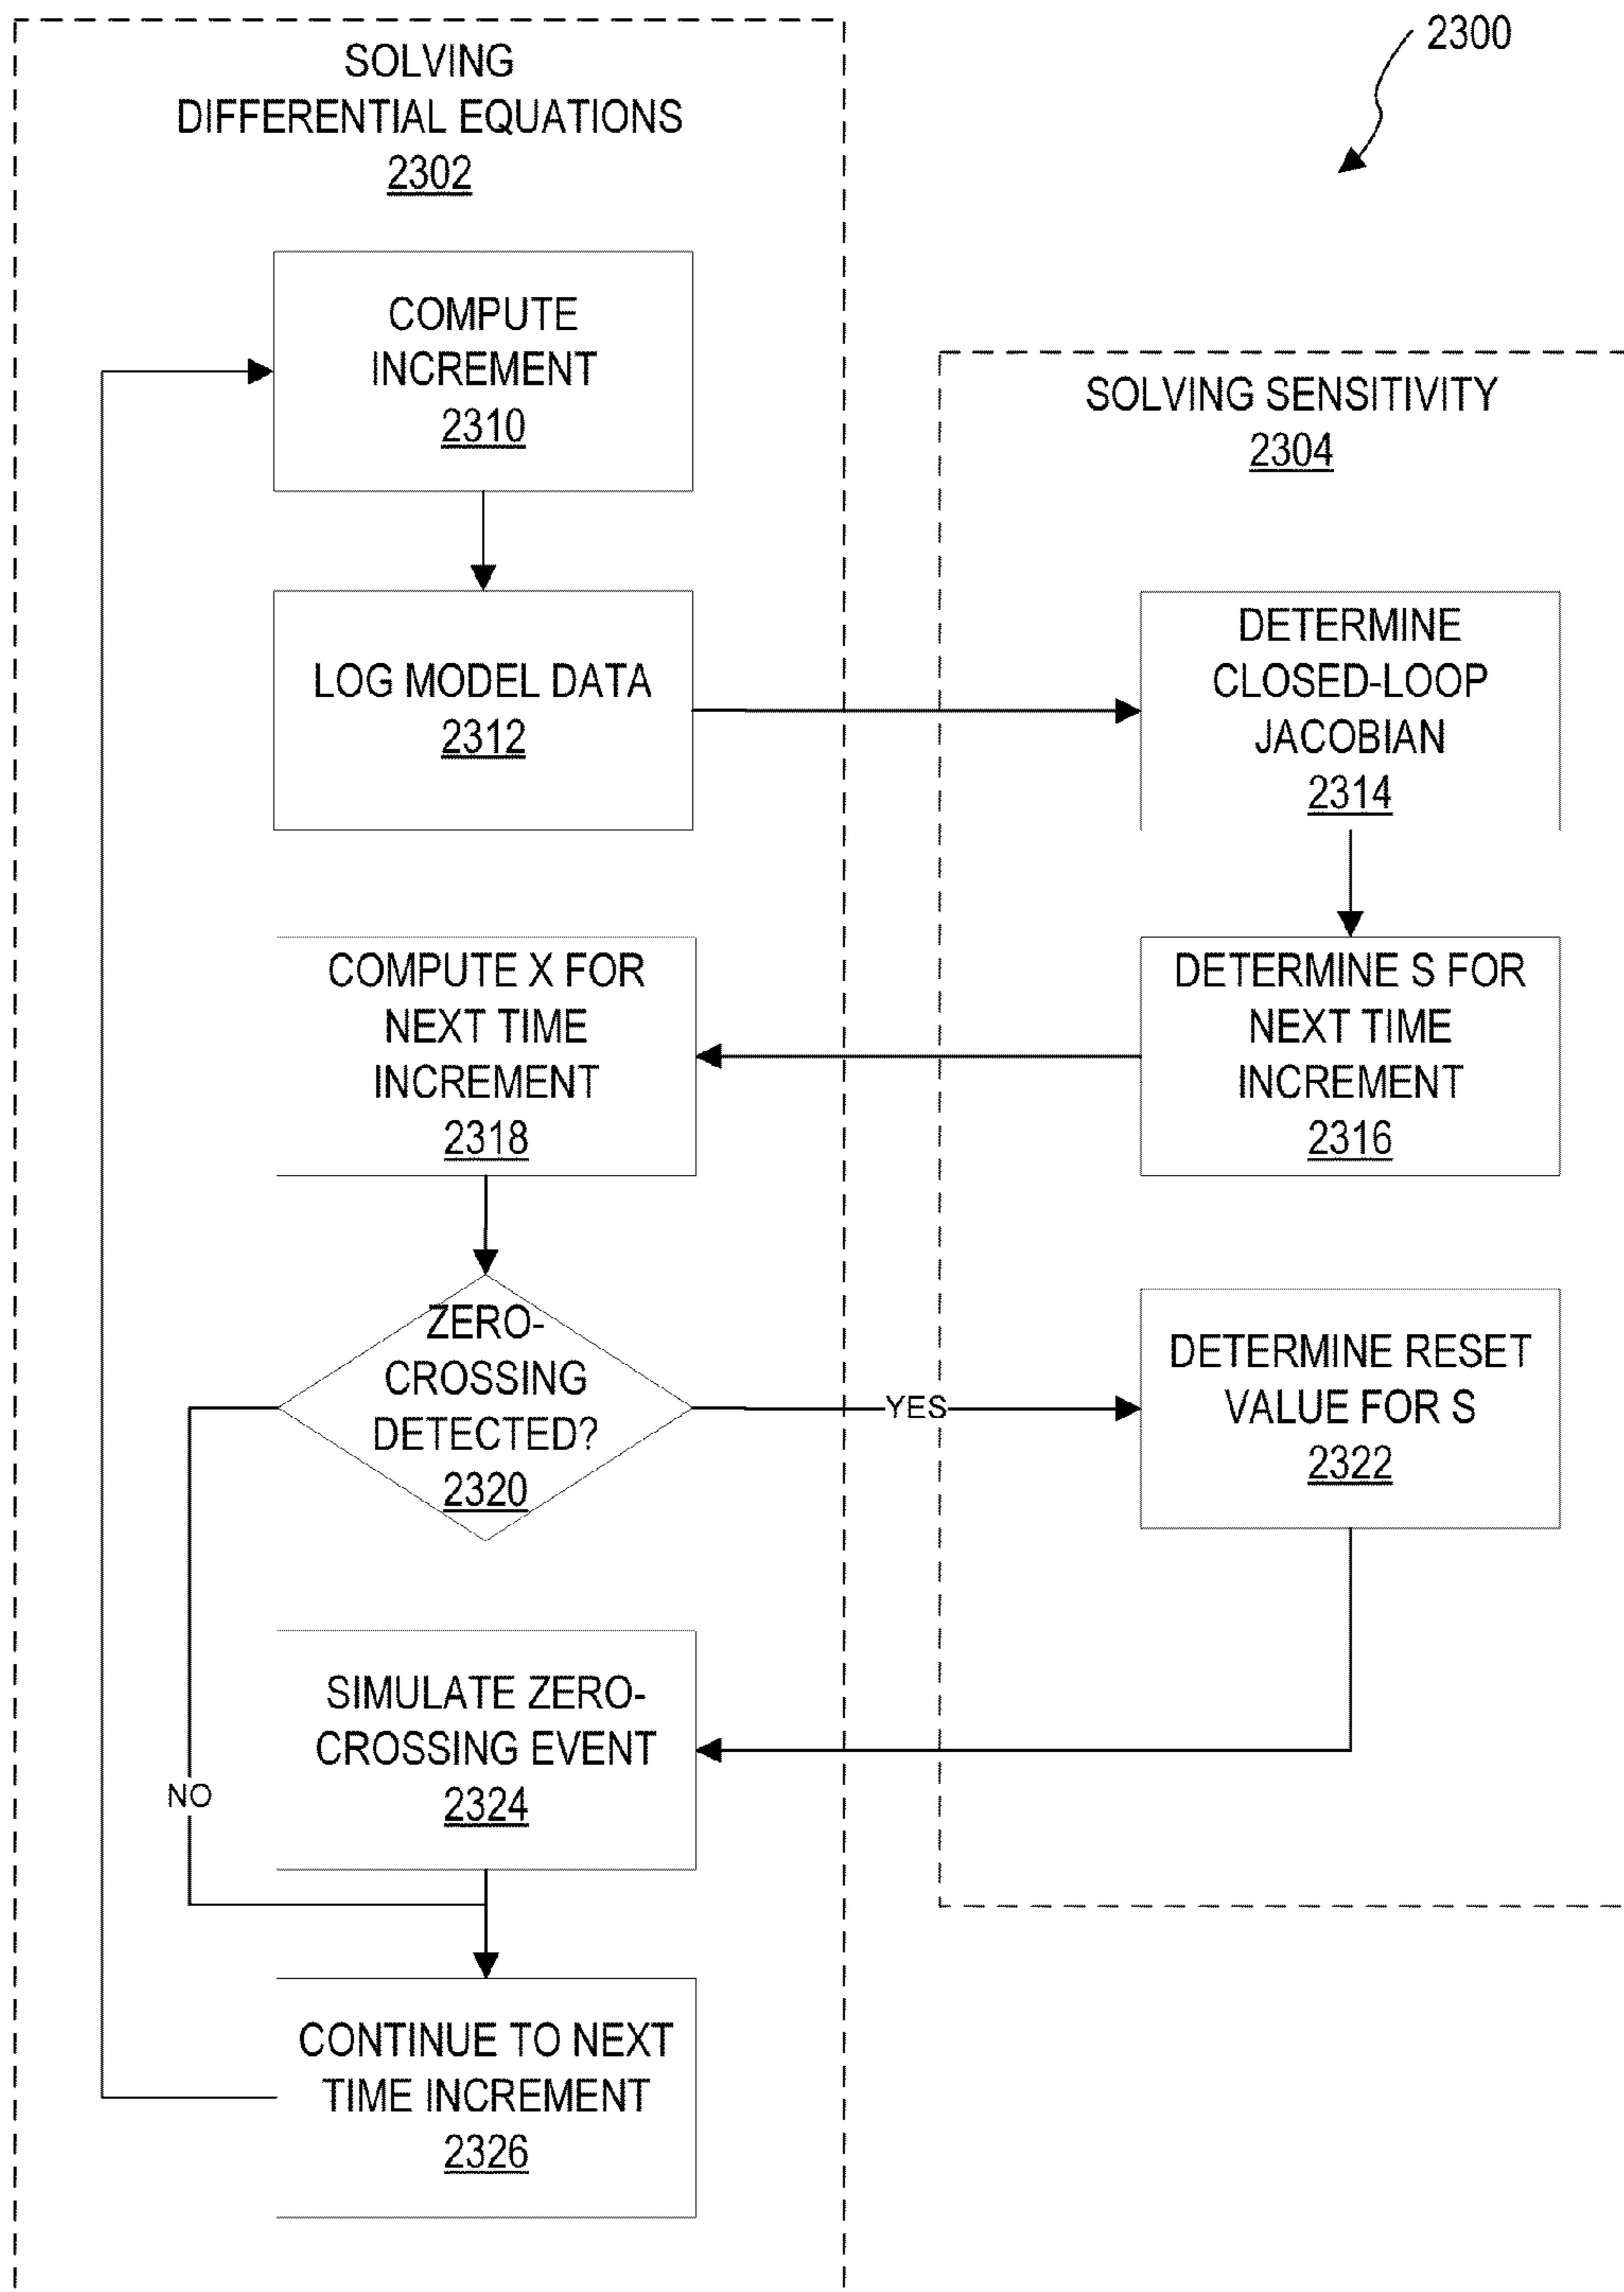 2300
SOLVING
DIFFERENTIAL EQUATIONS
2302
COMPUTE
INCREMENT
2310
SOLVING SENSITIVITY
2304
LOG MODEL DATA
2312
DETERMINE
CLOSED-LOOP
JACOBIAN
2314
COMPUTE X FOR
NEXT TIME
INCREMENT
2318
DETERMINE S FOR
NEXT TIME
INCREMENT
2316
ZERO-
CROSSING
DETECTED?
2320
YES
DETERMINE RESET
VALUE FOR S
2322
SIMULATE ZERO-
CROSSING EVENT
2324
NO
CONTINUE TO NEXT
TIME INCREMENT
2326